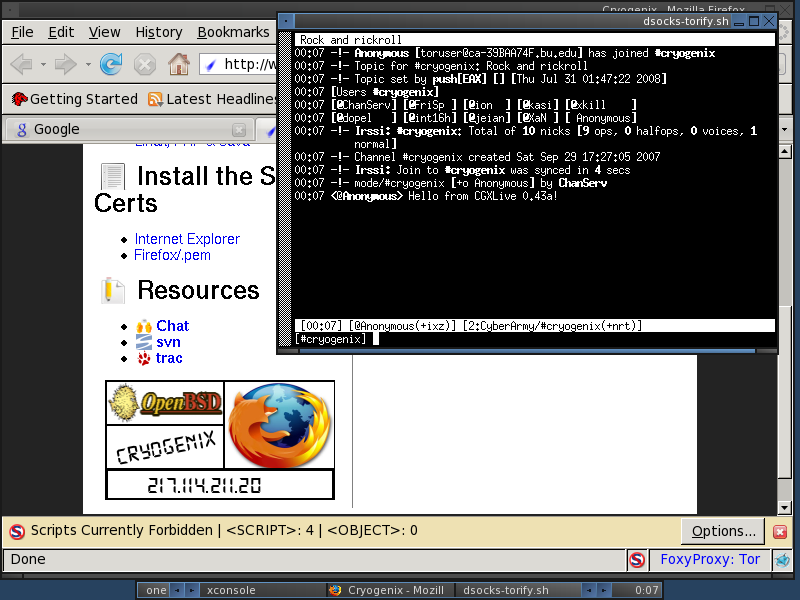 Cryogenix - Mozilla Firefox
File Edit View History Bookmarks
http://w
Getting Started Latest Headlines
Google
Install the S
Certs
Internet Explorer
Firefox/.pem
Resources
Chat
svn
trac
OpenBSD
CRYOGENIX
217.114.211.20
Scripts Currently Forbidden | <SCRIPT>: 4 | <OBJECT>: 0
Options...
Done
FoxyProxy: Tor
dsocks-torify.sh
Rock and rickroll
00:07 -!- Anonymous [toruser@ca-39BAA74F.bu.edu] has joined #cryogenix
00:07 -!- Topic for #cryogenix: Rock and rickroll
00:07 -!- Topic set by push[EAX] [] [Thu Jul 31 01:47:22 2008]
00:07 [Users #cryogenix]
00:07 [@ChanServ] [@FriSp ] [@ion  ] [@kasi] [@xkill    ]
00:07 [@dopel   ] [@int16h] [@jeian] [@XaN ] [ Anonymous]
00:07 -!- Irssi: #cryogenix: Total of 10 nicks [9 ops, 0 halfops, 0 voices, 1
normal]
00:07 -!- Channel #cryogenix created Sat Sep 29 17:27:05 2007
00:07 -!- Irssi: Join to #cryogenix was synced in 4 secs
00:07 -!- mode/#cryogenix [+o Anonymous] by ChanServ
00:07 <@Anonymous> Hello from CGXLive 0.43a!
[00:07] [@Anonymous(+ixz)] [2:CyberArmy/#cryogenix(+nrt)]
[#cryogenix]
one xconsole Cryogenix - Mozill dsocks-torify.sh 0:07